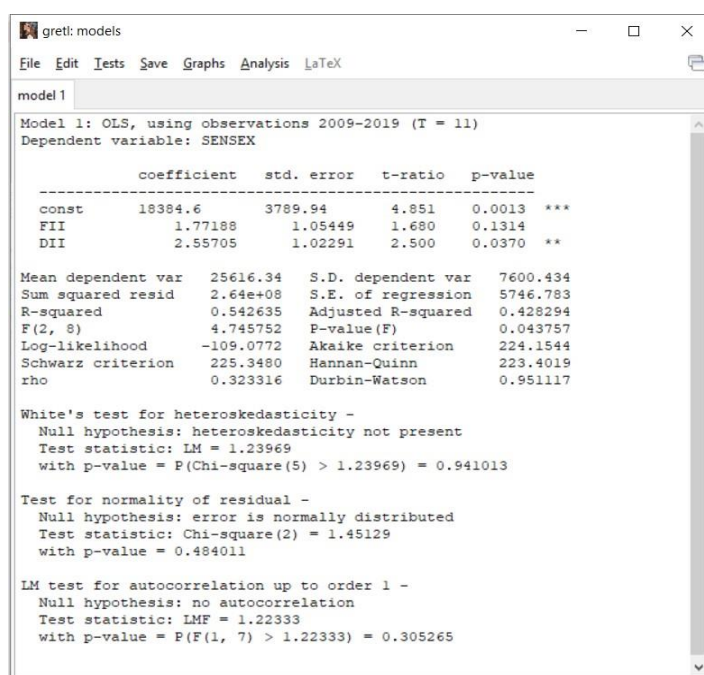 gretl: models
File Edit Tests Save Graphs Analysis LaTeX
model 1
Model 1: OLS, using observations 2009-2019 (T = 11)
Dependent variable: SENSEX
coefficient std. error t-ratio p-value
const 18384.6 3789.94 4.851 0.0013 ***
FII 1.77188 1.05449 1.680 0.1314
DII 2.55705 1.02291 2.500 0.0370 **
Mean dependent var 25616.34 S.D. dependent var 7600.434
Sum squared resid 2.64e+08 S.E. of regression 5746.783
R-squared 0.542635 Adjusted R-squared 0.428294
F(2, 8) 4.745752 P-value(F) 0.043757
Log-likelihood -109.0772 Akaike criterion 224.1544
Schwarz criterion 225.3480 Hannan-Quinn 223.4019
rho 0.323316 Durbin-Watson 0.951117
White's test for heteroskedasticity -
Null hypothesis: heteroskedasticity not present
Test statistic: LM = 1.23969
with p-value = P(Chi-square(5) > 1.23969) = 0.941013
Test for normality of residual -
Null hypothesis: error is normally distributed
Test statistic: Chi-square(2) = 1.45129
with p-value = 0.484011
LM test for autocorrelation up to order 1 -
Null hypothesis: no autocorrelation
Test statistic: LMF = 1.22333
with p-value = P(F(1, 7) > 1.22333) = 0.305265